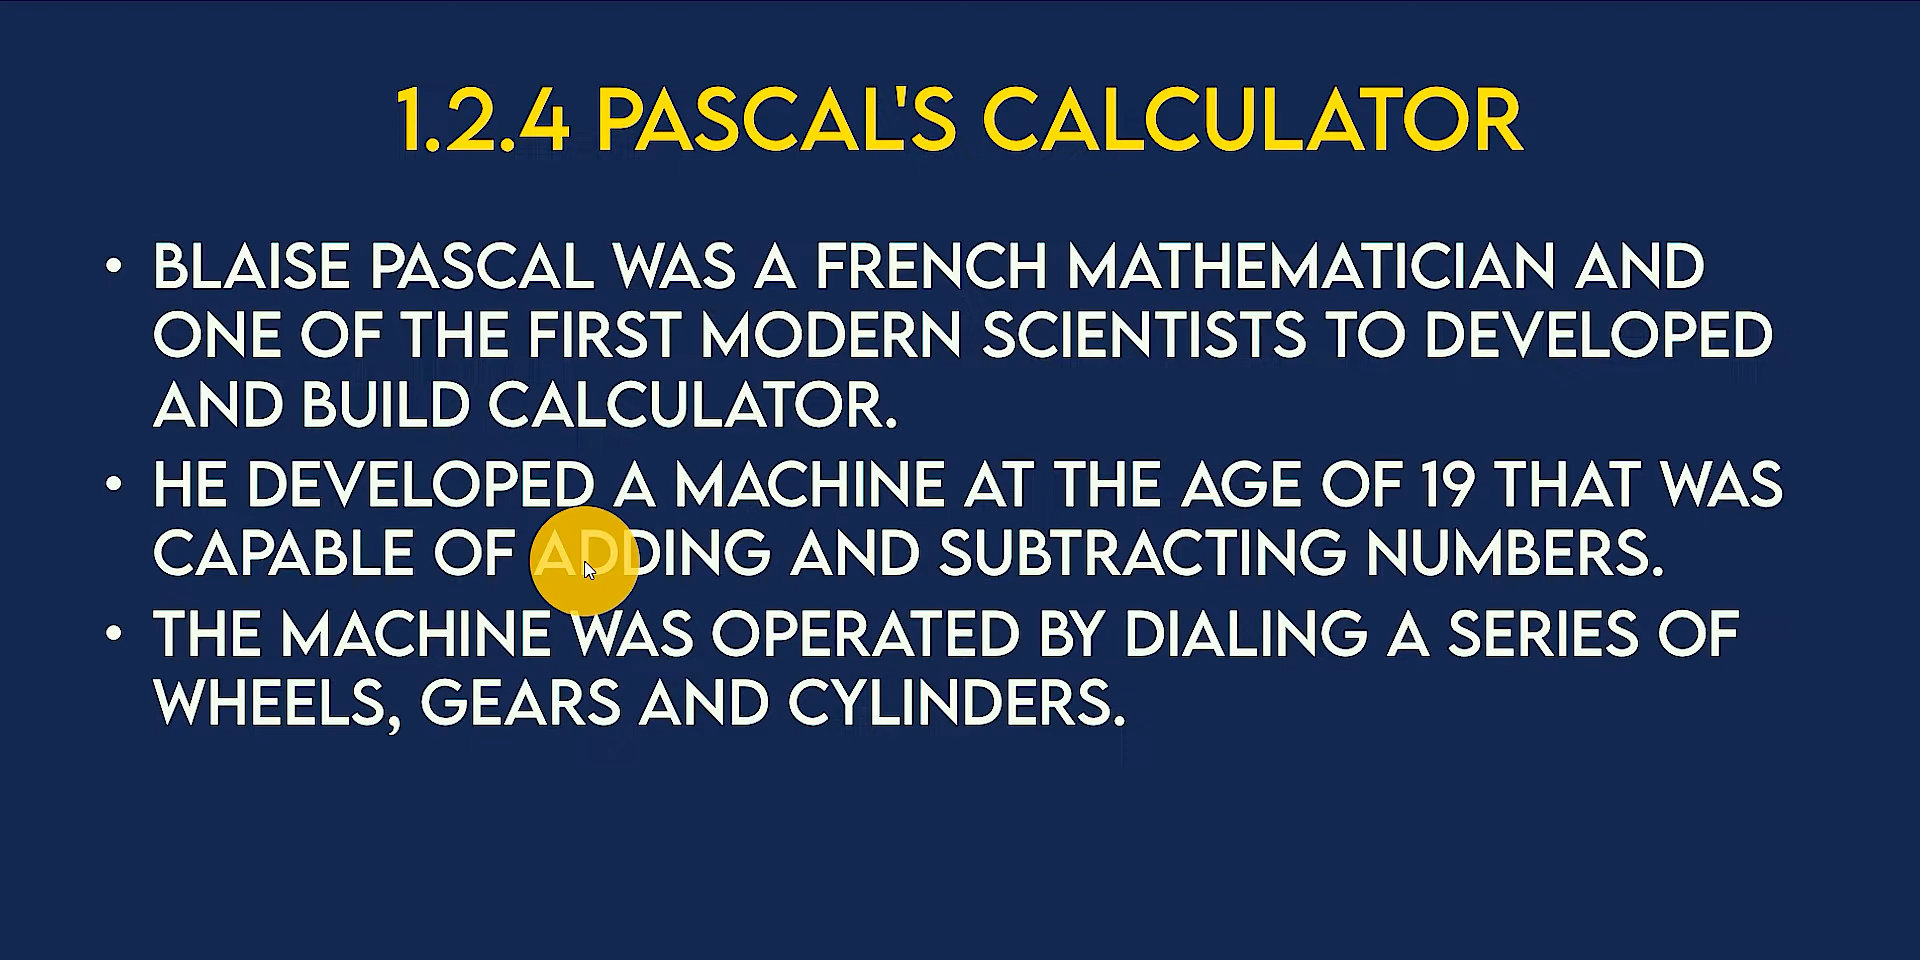 1.2.4 PASCAL'S CALCULATOR
• BLAISE PASCAL WAS A FRENCH MATHEMATICIAN AND
ONE OF THE FIRST MODERN SCIENTISTS TO DEVELOPED
AND BUILD CALCULATOR.
• HE DEVELOPED A MACHINE AT THE AGE OF 19 THAT WAS
CAPABLE OF ADDING AND SUBTRACTING NUMBERS.
• THE MACHINE WAS OPERATED BY DIALING A SERIES OF
WHEELS, GEARS AND CYLINDERS.